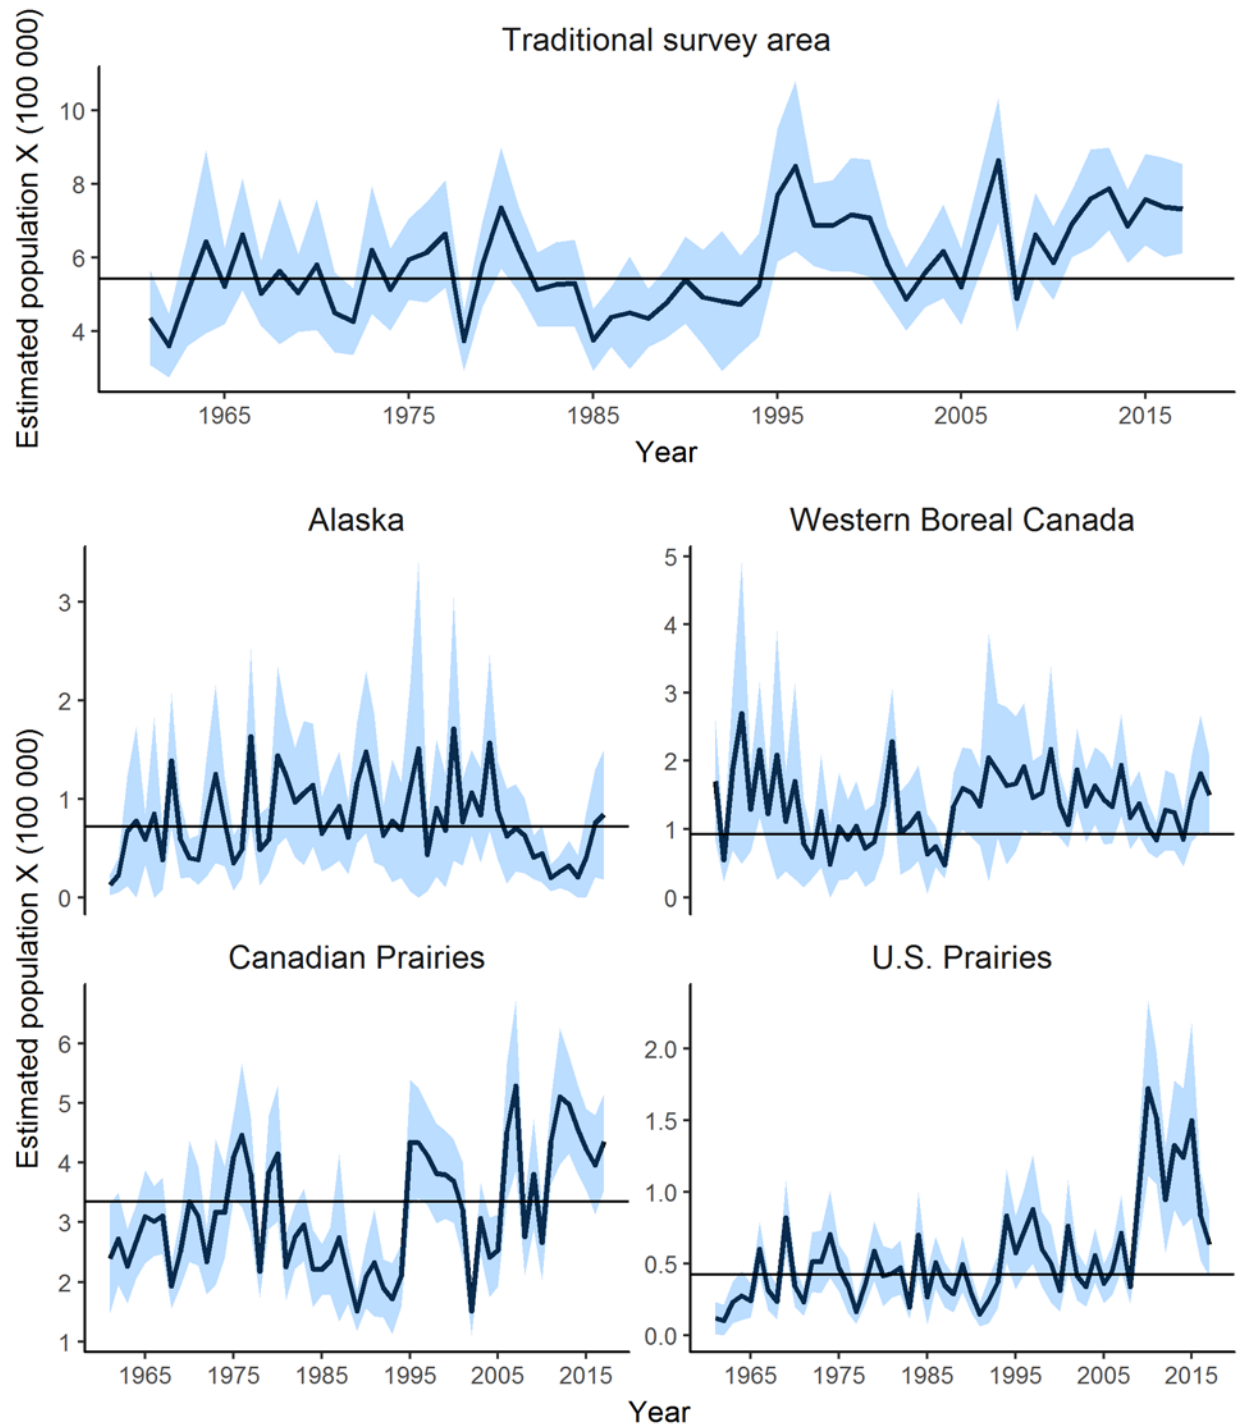 Traditional survey area
Estimated population X (100 000)
10
8
6
4
1965 1975 1985 1995 2005 2015
Year
Alaska
3
2
1
0
Western Boreal Canada
5
4
3
2
1
0
Estimated population X (100 000)
Canadian Prairies
6
5
4
3
2
1
1965 1975 1985 1995 2005 2015
U.S. Prairies
2.0
1.5
1.0
0.5
0.0
1965 1975 1985 1995 2005 2015
Year